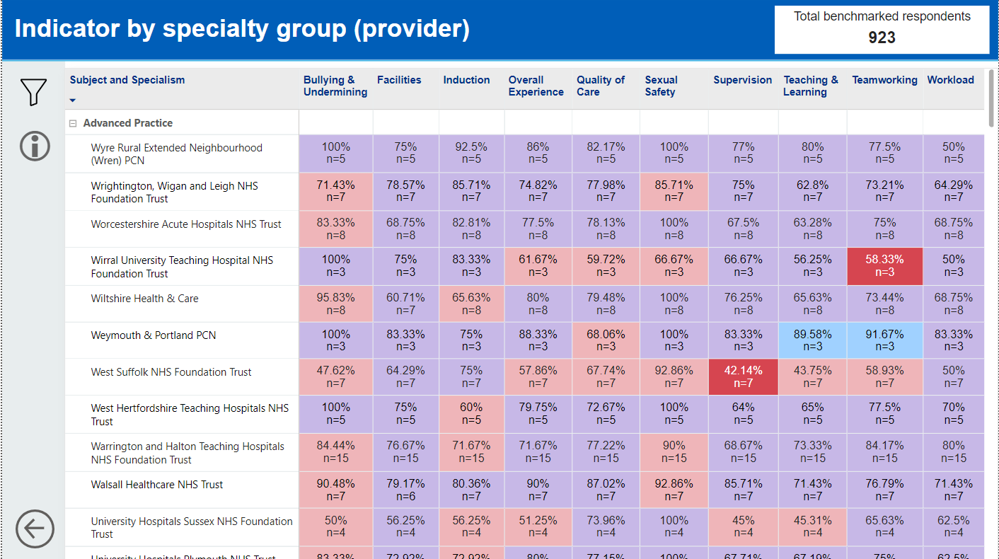 Indicator by specialty group (provider)
Total benchmarked respondents
923
Subject and Specialism
Bullying & Undermining
Facilities
Induction
Overall Experience
Quality of Care
Sexual Safety
Supervision
Teaching & Learning
Teamworking
Workload
Advanced Practice
Wyre Rural Extended Neighbourhood
(Wren) PCN
100% 75% 92.5% 86% 82.17% 100% 77% 80% 77.5% 50%
n=5 n=5 n=5 n=5 n=5 n=5 n=5 n=5 n=5 n=5
Wrightington, Wigan and Leigh NHS
Foundation Trust
71.43% 78.57% 85.71% 74.82% 77.98% 85.71% 75% 62.8% 73.21% 64.29%
n=7 n=7 n=7 n=7 n=7 n=7 n=7 n=7 n=7 n=7
Worcestershire Acute Hospitals NHS Trust
83.33% 68.75% 82.81% 77.5% 78.13% 100% 67.5% 63.28% 75% 68.75%
n=8 n=8 n=8 n=8 n=8 n=8 n=8 n=8 n=8 n=8
Wirral University Teaching Hospital NHS
Foundation Trust
100% 75% 83.33% 61.67% 59.72% 66.67% 66.67% 56.25% 58.33% 50%
n=3 n=3 n=3 n=3 n=3 n=3 n=3 n=3 n=3 n=3
Wiltshire Health & Care
95.83% 60.71% 65.63% 80% 79.48% 100% 76.25% 65.63% 73.44% 68.75%
n=8 n=7 n=8 n=8 n=8 n=8 n=8 n=8 n=8 n=8
Weymouth & Portland PCN
100% 83.33% 75% 88.33% 68.06% 100% 83.33% 89.58% 91.67% 83.33%
n=3 n=3 n=3 n=3 n=3 n=3 n=3 n=3 n=3 n=3
West Suffolk NHS Foundation Trust
47.62% 64.29% 75% 57.86% 67.74% 92.86% 42.14% 43.75% 58.93% 50%
n=7 n=7 n=7 n=7 n=7 n=7 n=7 n=7 n=7 n=7
West Hertfordshire Teaching Hospitals NHS
Trust
100% 75% 60% 79.75% 72.67% 100% 64% 65% 77.5% 70%
n=5 n=5 n=5 n=5 n=5 n=5 n=5 n=5 n=5 n=5
Warrington and Halton Teaching Hospitals
NHS Foundation Trust
84.44% 76.67% 71.67% 71.67% 77.22% 90% 68.67% 73.33% 84.17% 80%
n=15 n=15 n=15 n=15 n=15 n=15 n=15 n=15 n=15 n=15
Walsall Healthcare NHS Trust
90.48% 79.17% 80.36% 90% 87.02% 92.86% 85.71% 71.43% 76.79% 71.43%
n=7 n=6 n=7 n=7 n=7 n=7 n=7 n=7 n=7 n=7
University Hospitals Sussex NHS Foundation
Trust
50% 56.25% 56.25% 51.25% 73.96% 100% 45% 45.31% 65.63% 62.5%
n=4 n=4 n=4 n=4 n=4 n=4 n=4 n=4 n=4 n=4
University Hospitals Plymouth NHS Trust
83.33% 72.92% 72.92% 80% 77.15% 100% 67.71% 67.19% 75% 62.5%